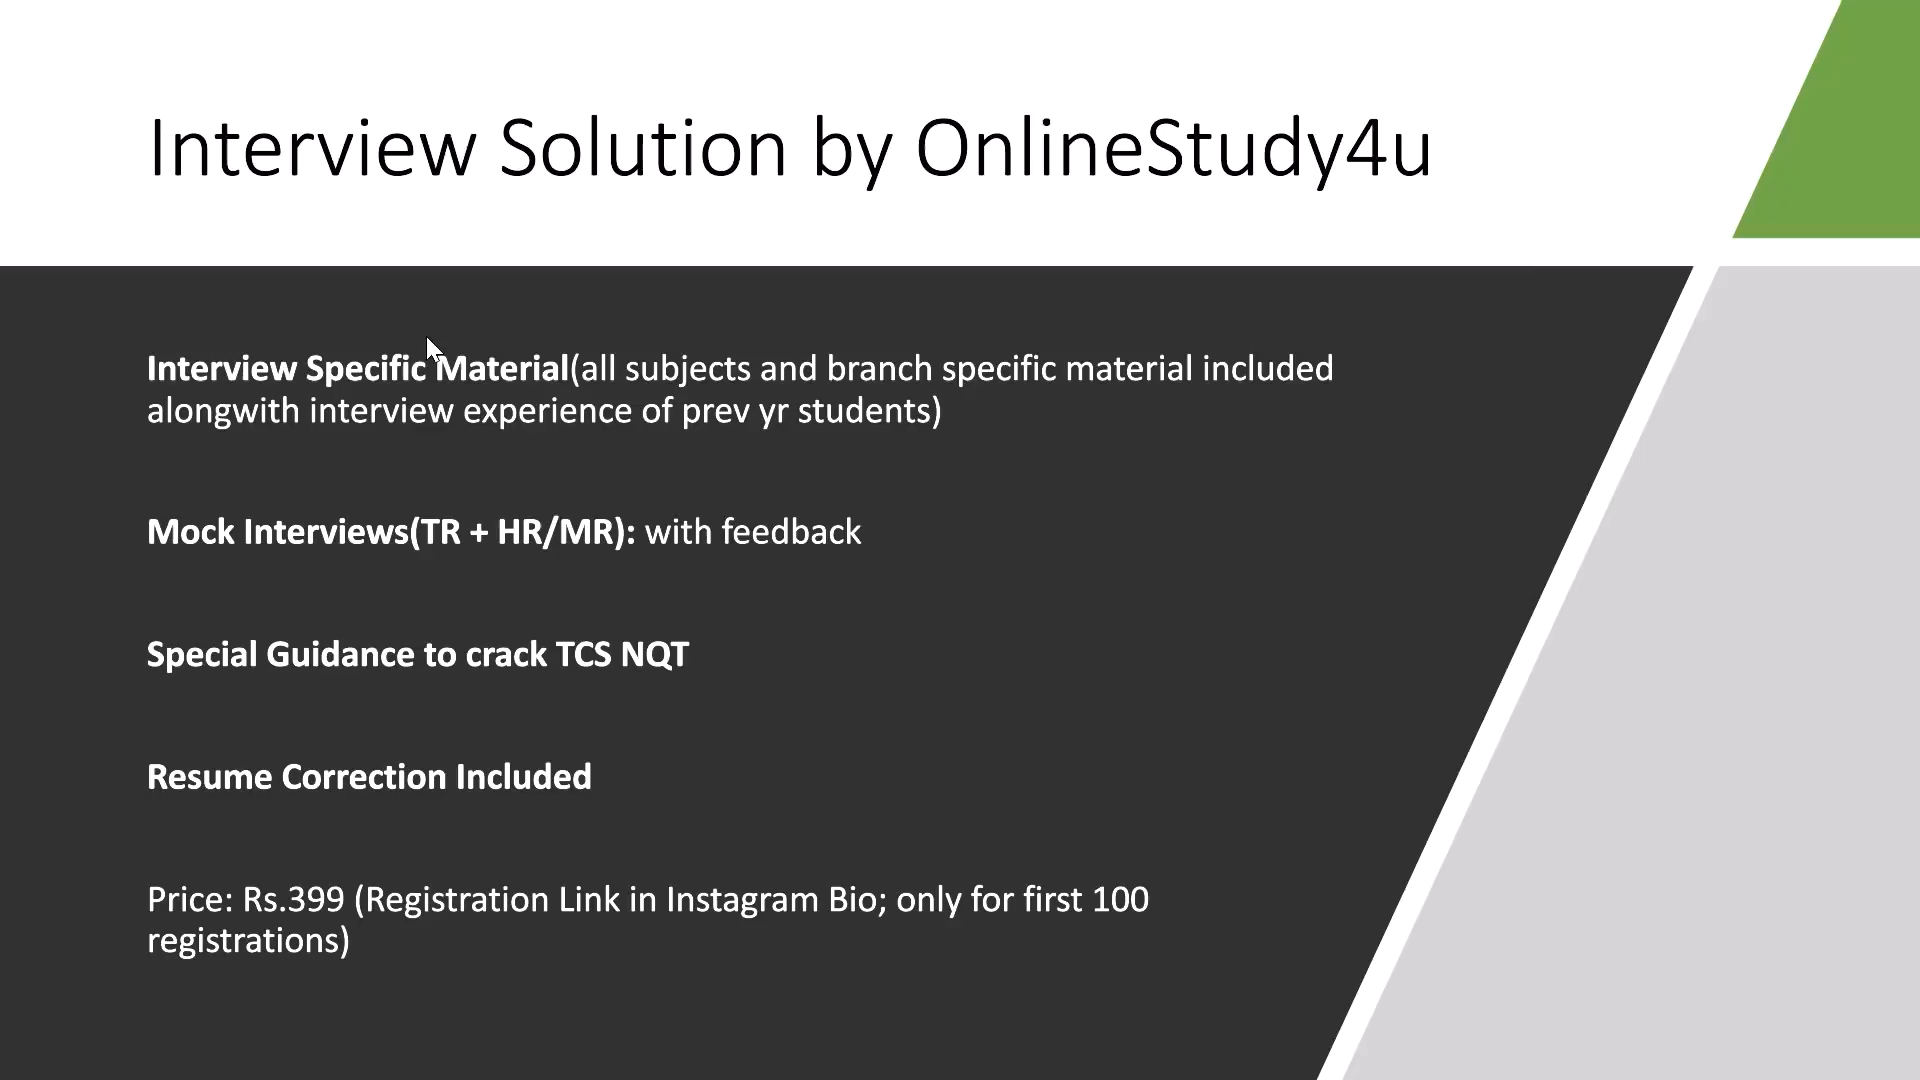 Interview Solution by OnlineStudy4u
Interview Specific Material(all subjects and branch specific material included
alongwith interview experience of prev yr students)
Mock Interviews(TR + HR/MR): with feedback
Special Guidance to crack TCS NQT
Resume Correction Included
Price: Rs.399 (Registration Link in Instagram Bio; only for first 100
registrations)